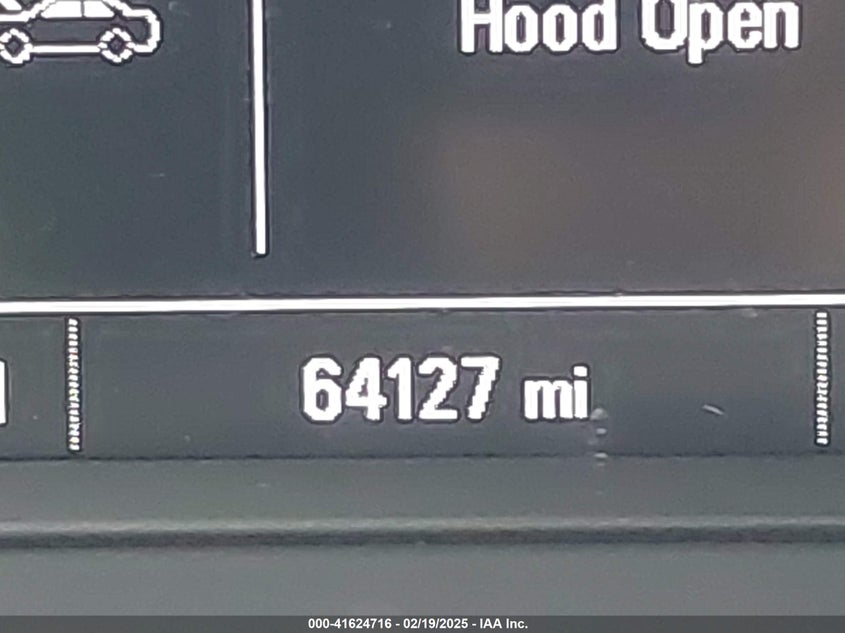 Hood Open
64127 mi
000-41624716 - 02/19/2025 - IAA Inc.